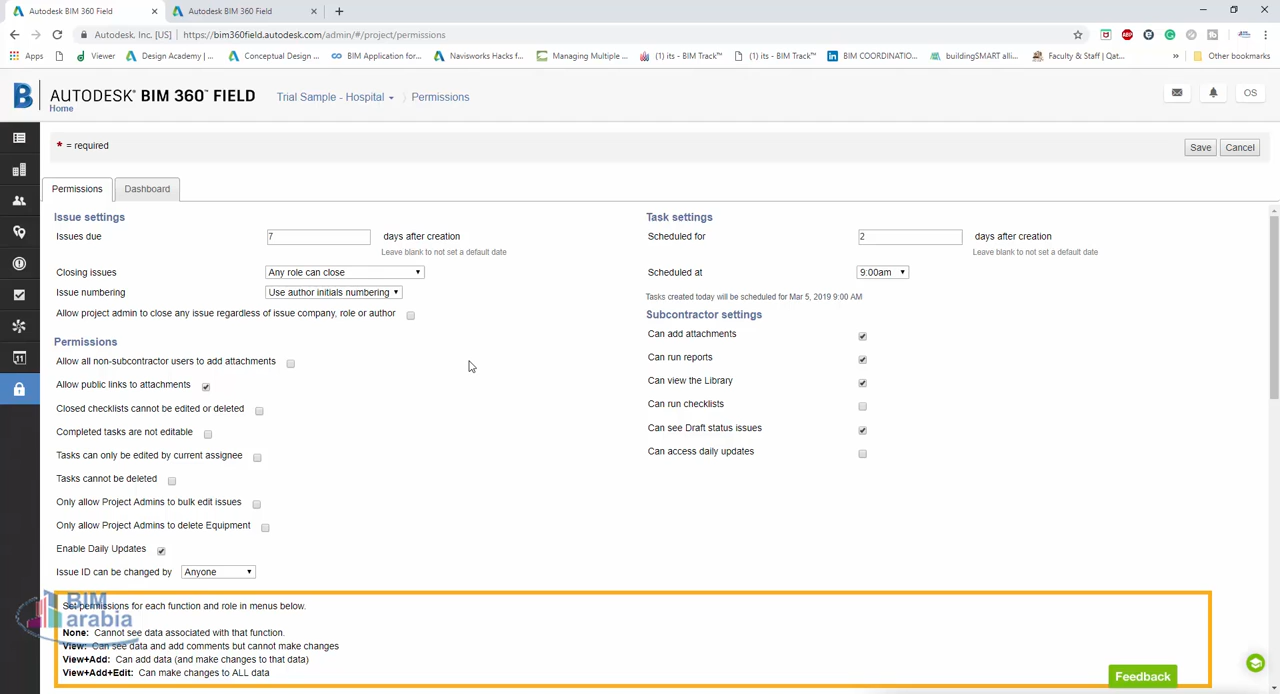 Autodesk BIM 360 Field × Autodesk BIM 360 Field × +
Autodesk, Inc. [US] | https://bim360field.autodesk.com/admin/#/project/permissions
Apps Viewer Design Academy | ... Conceptual Design ... BIM Application for... Navisworks Hacks f... Managing Multiple ... (1) its - BIM Track™ (1) its - BIM Track™ BIM COORDINATIO... buildingSMART alli... Faculty & Staff | Qat... » Other bookmarks
B AUTODESK® BIM 360™ FIELD Trial Sample - Hospital Permissions OS
Home
* = required Save Cancel
Permissions Dashboard
Issue settings
Issues due 7 days after creation
Leave blank to not set a default date
Closing issues Any role can close
Issue numbering Use author initials numbering
Allow project admin to close any issue regardless of issue company, role or author
Permissions
Allow all non-subcontractor users to add attachments
Allow public links to attachments
Closed checklists cannot be edited or deleted
Completed tasks are not editable
Tasks can only be edited by current assignee
Tasks cannot be deleted
Only allow Project Admins to bulk edit issues
Only allow Project Admins to delete Equipment
Enable Daily Updates
Issue ID can be changed by Anyone
Task settings
Scheduled for 2 days after creation
Leave blank to not set a default date
Scheduled at 9:00am
Tasks created today will be scheduled for Mar 5, 2019 9:00 AM
Subcontractor settings
Can add attachments
Can run reports
Can view the Library
Can run checklists
Can see Draft status issues
Can access daily updates
11
Set permissions for each function and role in menus below.
None: Cannot see data associated with that function.
View: Can see data and add comments but cannot make changes
View+Add: Can add data (and make changes to that data)
View+Add+Edit: Can make changes to ALL data
BIM
arabia
Feedback